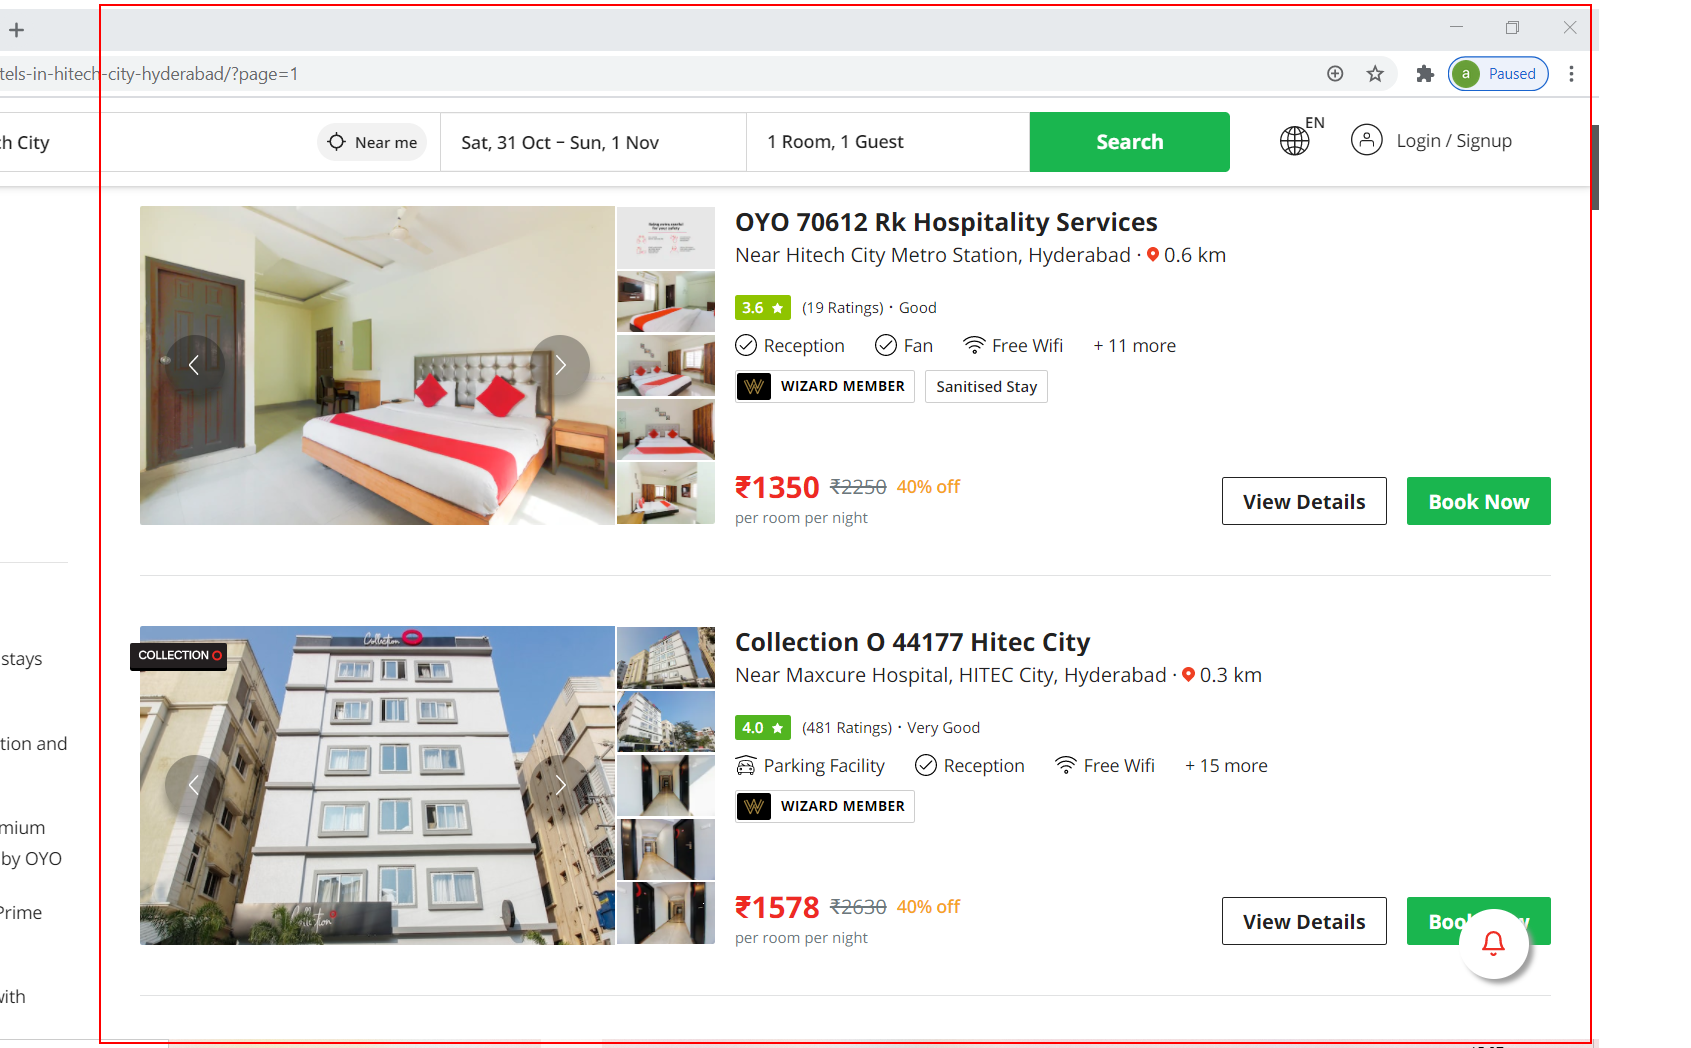 tels-in-hitech-city-hyderabad/?page=1
a Paused
ch City
Near me
Sat, 31 Oct – Sun, 1 Nov
1 Room, 1 Guest
Search
EN
Login / Signup
OYO 70612 Rk Hospitality Services
Near Hitech City Metro Station, Hyderabad · 0.6 km
3.6 ★ (19 Ratings) · Good
Reception Fan Free Wifi + 11 more
WIZARD MEMBER Sanitised Stay
₹1350 ₹2250 40% off
per room per night
View Details Book Now
stays
tion and
mium
by OYO
Prime
with
COLLECTION O
Collection O
Collection
Collection O 44177 Hitec City
Near Maxcure Hospital, HITEC City, Hyderabad · 0.3 km
4.0 ★ (481 Ratings) · Very Good
Parking Facility Reception Free Wifi + 15 more
WIZARD MEMBER
₹1578 ₹2630 40% off
per room per night
View Details